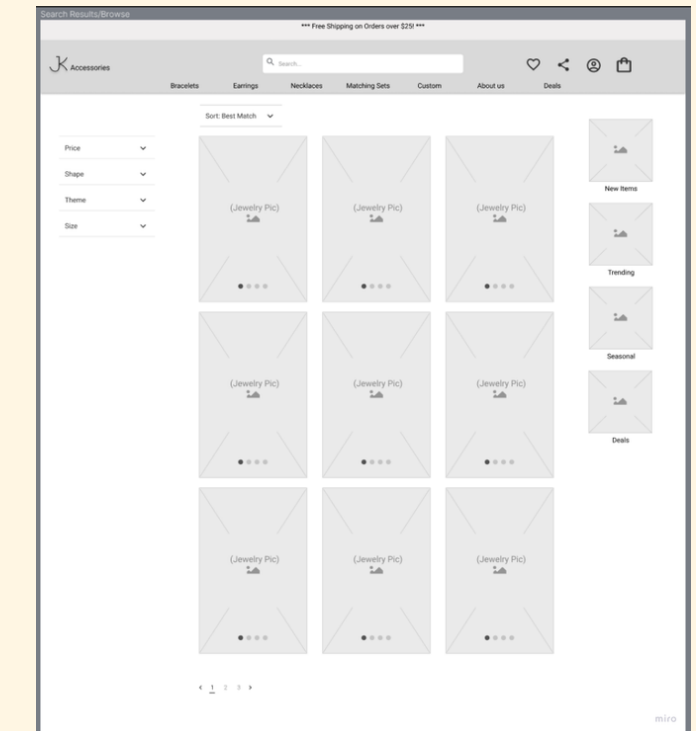 Search Results/Browse
*** Free Shipping on Orders over $25! ***
JK Accessories
Search...
Bracelets Earrings Necklaces Matching Sets Custom About us Deals
Sort: Best Match
Price
Shape
Theme
Size
(Jewelry Pic) (Jewelry Pic) (Jewelry Pic)
(Jewelry Pic) (Jewelry Pic) (Jewelry Pic)
(Jewelry Pic) (Jewelry Pic) (Jewelry Pic)
New Items
Trending
Seasonal
Deals
< 1 2 3 >
miro